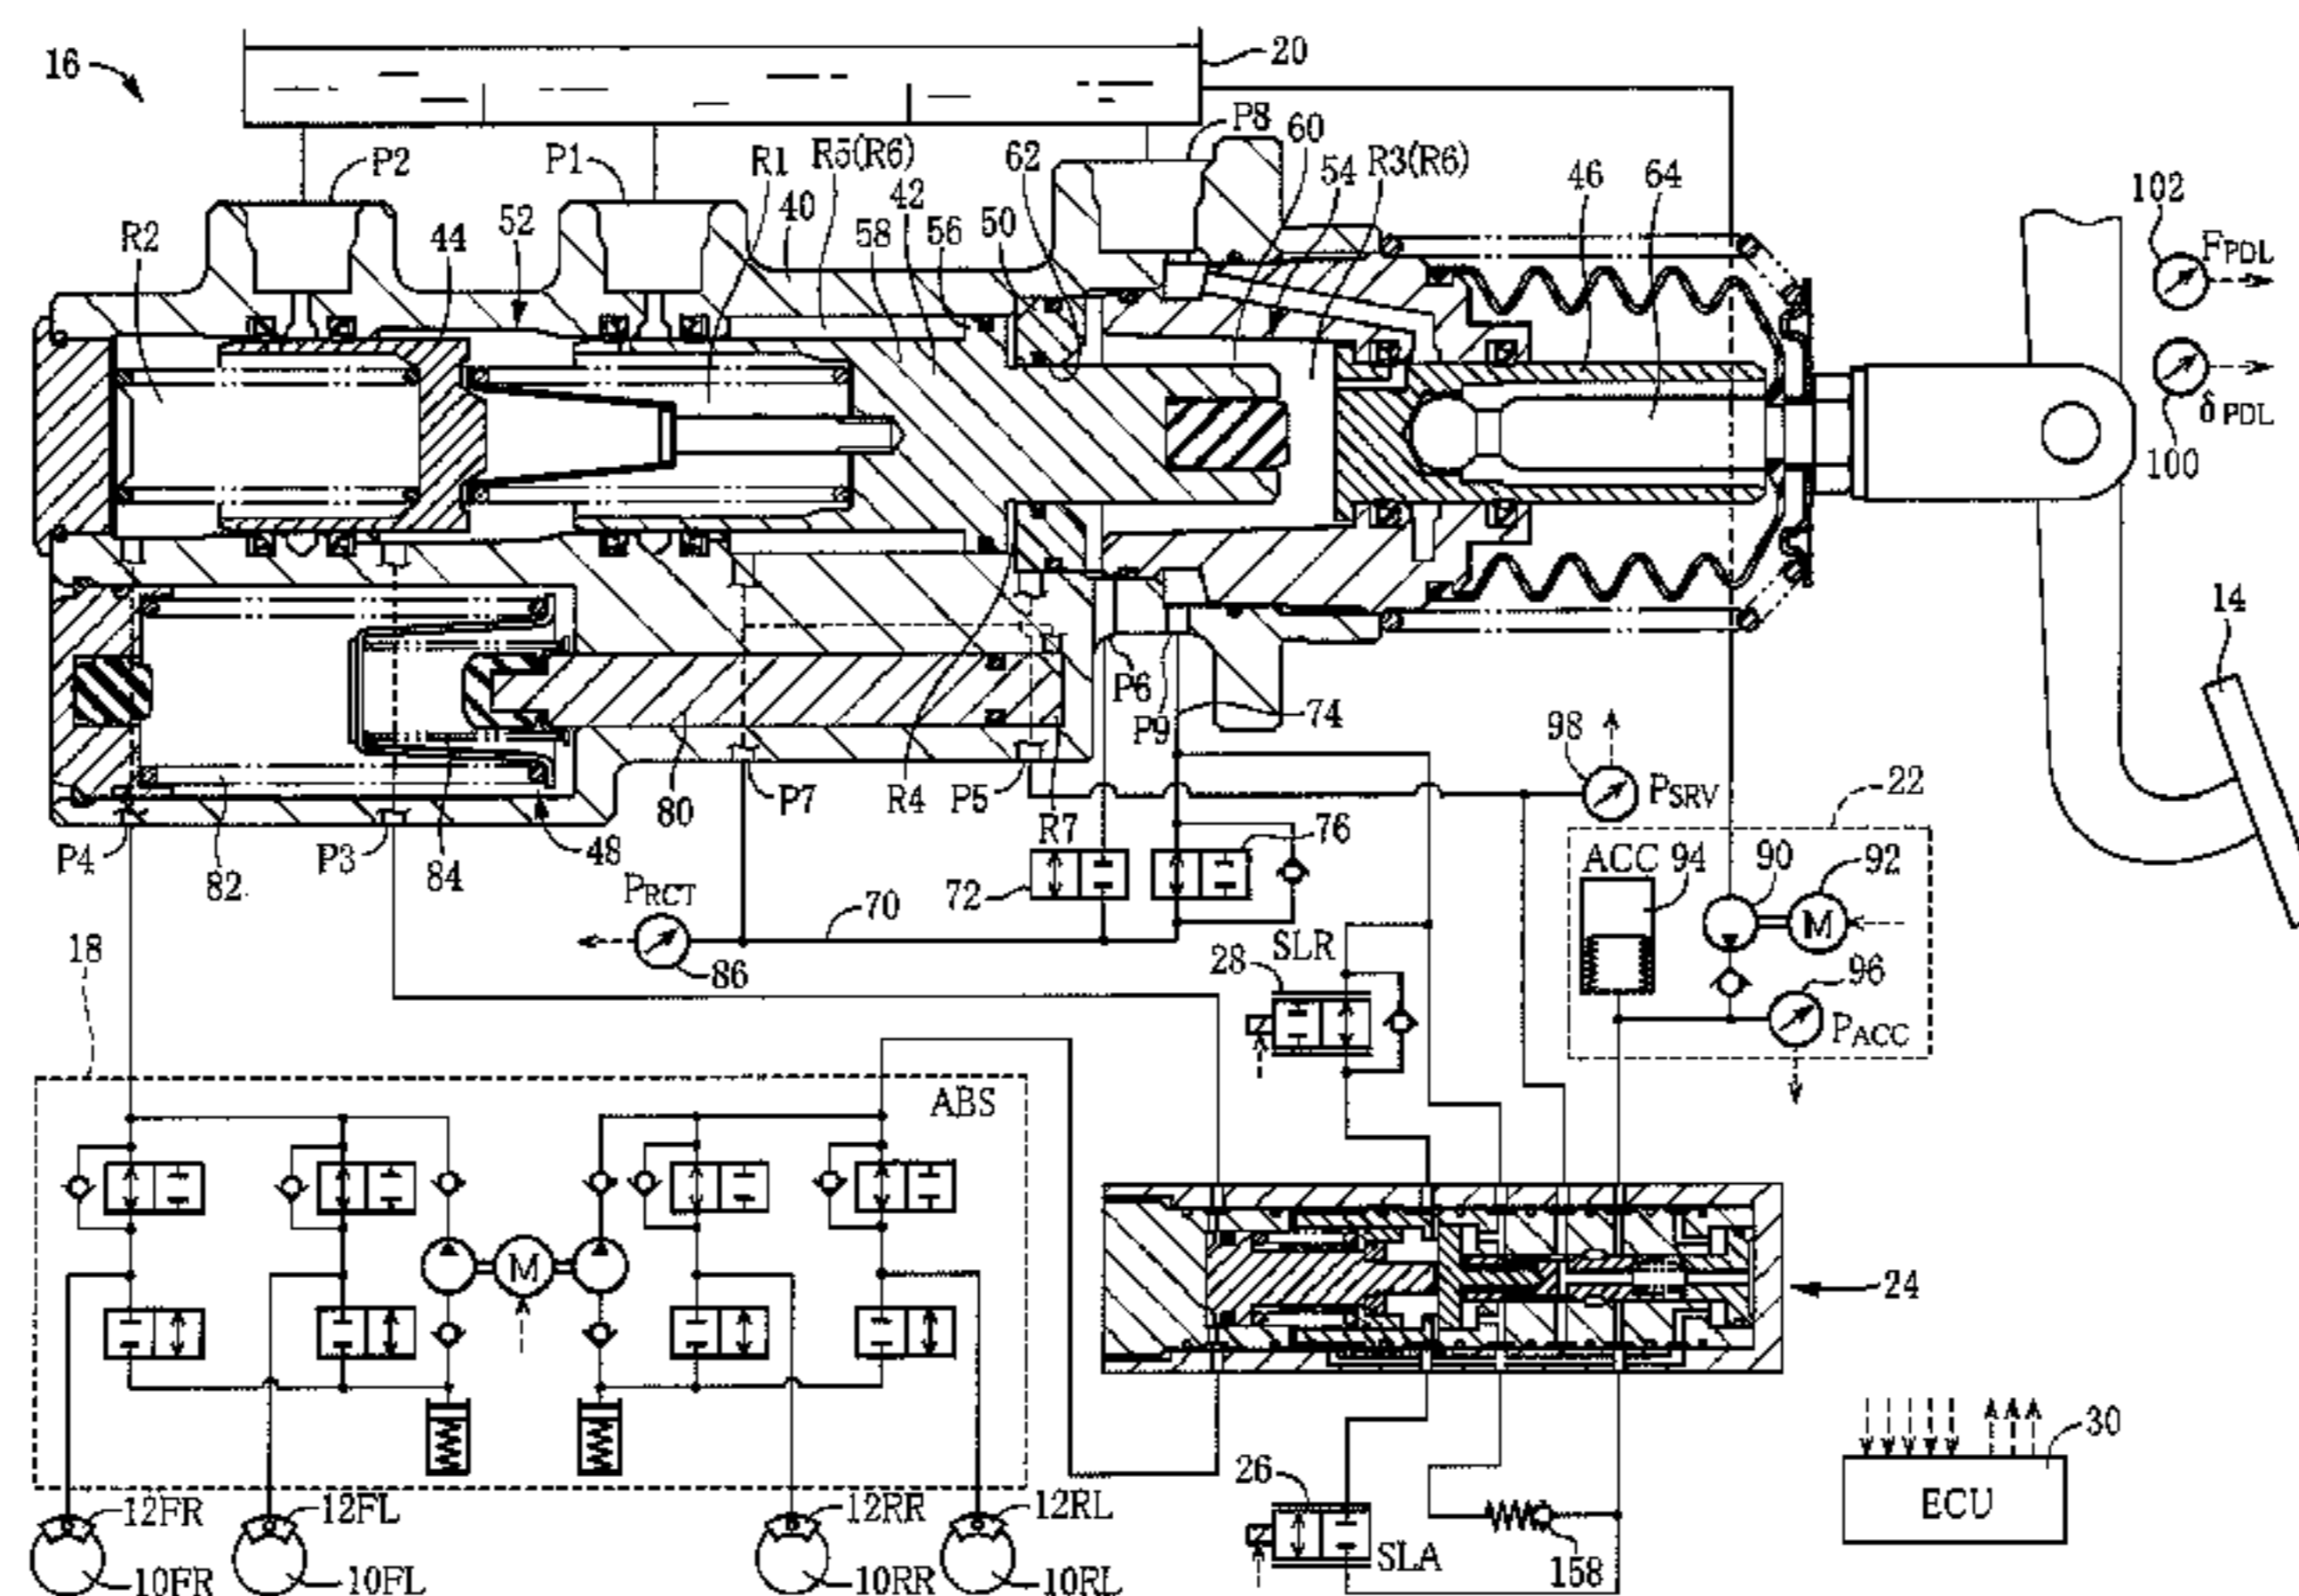 16
20
P8
60
P2
P1
R1
R5(R6)
62
54
R3(R6)
46
64
102
FPDL
R2
44
52
40
42
58
56
50
δPDL
100
14
P6
P9
74
98
PSRV
22
P4
82
P3
84
48
80
P7
R4
P5
R7
76
ACC
94
90
92
PRCT
72
70
M
18
86
SLR
28
96
PACC
ABS
M
24
26
30
ECU
12FR
12FL
12RR
12RL
SLA
158
10FR
10FL
10RR
10RL